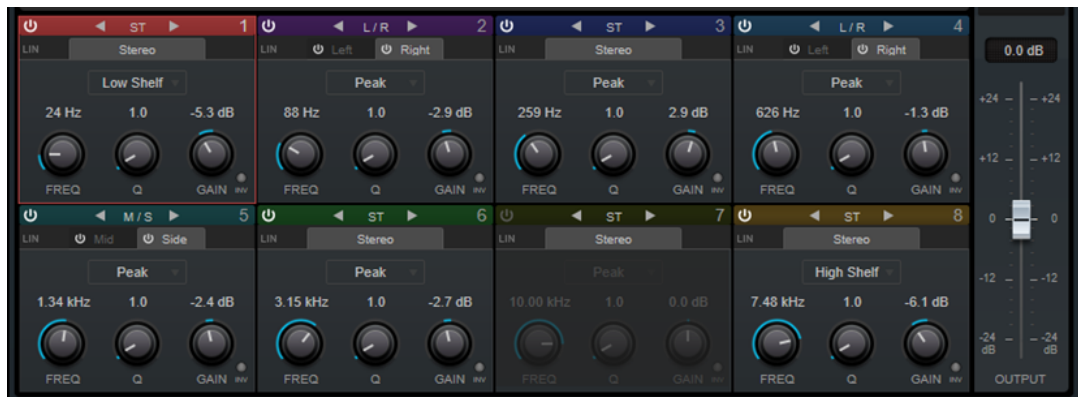 ST 1 L / R 2 ST 3 L / R 4
LIN Stereo LIN Left Right LIN Stereo LIN Left Right 0.0 dB
Low Shelf Peak Peak Peak
24 Hz 1.0 -5.3 dB 88 Hz 1.0 -2.9 dB 259 Hz 1.0 2.9 dB 626 Hz 1.0 -1.3 dB
+24 +24
+12 +12
FREQ Q GAIN INV FREQ Q GAIN INV FREQ Q GAIN INV FREQ Q GAIN INV
M / S 5 ST 6 ST 7 ST 8
0 0
LIN Mid Side LIN Stereo LIN Stereo LIN Stereo
Peak Peak Peak High Shelf
-12 -12
1.34 kHz 1.0 -2.4 dB 3.15 kHz 1.0 -2.7 dB 10.00 kHz 1.0 0.0 dB 7.48 kHz 1.0 -6.1 dB
-24 -24
dB dB
FREQ Q GAIN INV FREQ Q GAIN INV FREQ Q GAIN INV FREQ Q GAIN INV OUTPUT